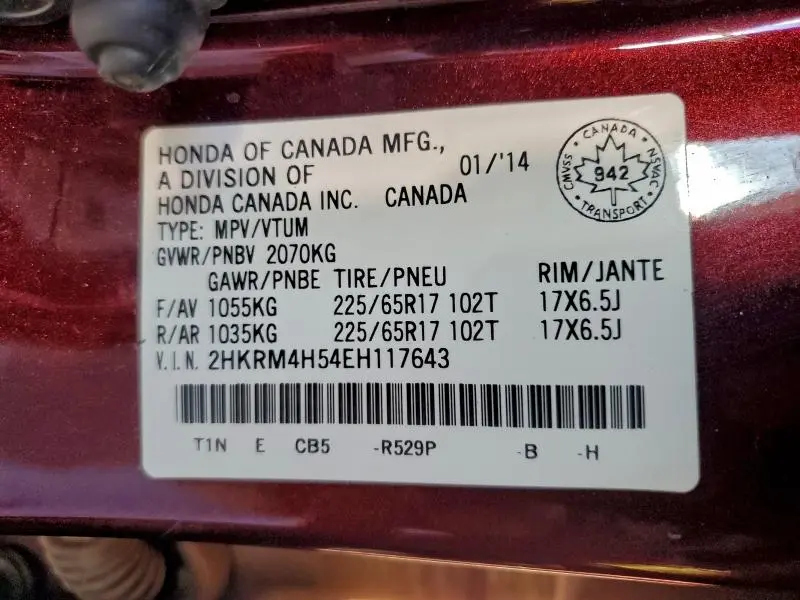 HONDA OF CANADA MFG.,
A DIVISION OF 01/'14
HONDA CANADA INC. CANADA
CANADA
CMVSS 942 NSVAC
TRANSPORT
TYPE: MPV/VTUM
GVWR/PNBV 2070KG
GAWR/PNBE TIRE/PNEU RIM/JANTE
F/AV 1055KG 225/65R17 102T 17X6.5J
R/AR 1035KG 225/65R17 102T 17X6.5J
V.I.N. 2HKRM4H54EH117643
T1N E CB5 -R529P -B -H